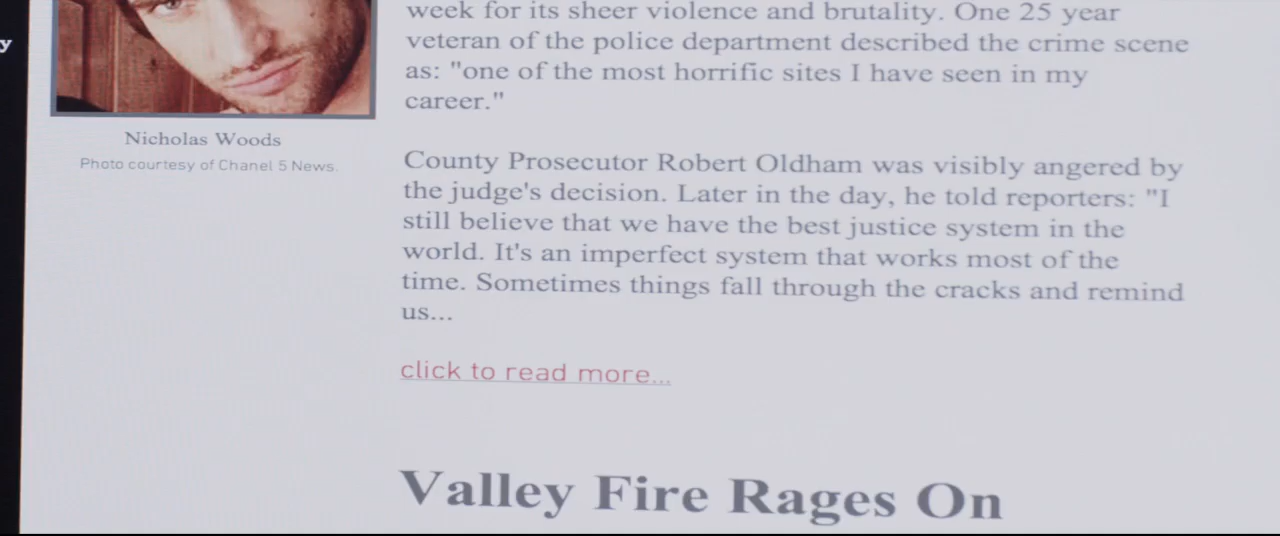 y
Nicholas Woods
Photo courtesy of Chanel 5 News.
week for its sheer violence and brutality. One 25 year
veteran of the police department described the crime scene
as: "one of the most horrific sites I have seen in my
career."
County Prosecutor Robert Oldham was visibly angered by
the judge's decision. Later in the day, he told reporters: "I
still believe that we have the best justice system in the
world. It's an imperfect system that works most of the
time. Sometimes things fall through the cracks and remind
us...
click to read more...
Valley Fire Rages On